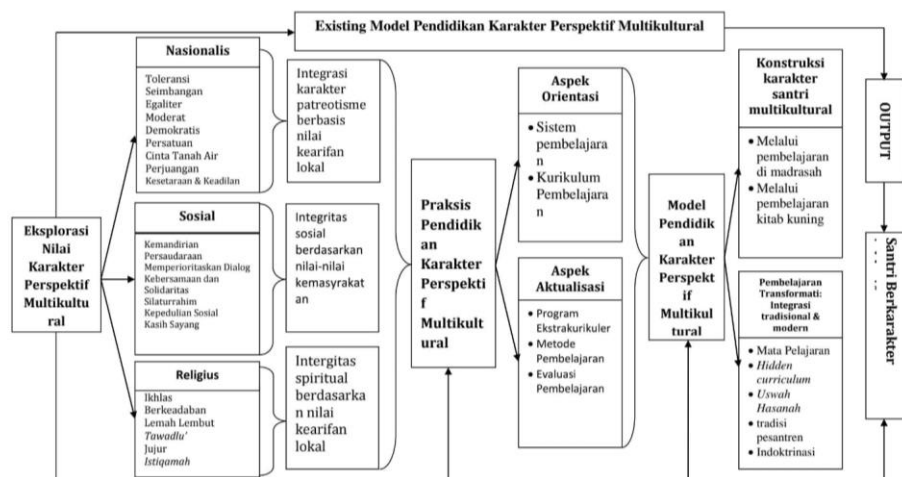 Existing Model Pendidikan Karakter Perspektif Multikultural
Eksplorasi
Nilai
Karakter
Perspektif
Multikultu
ral
Nasionalis
Toleransi
Seimbangan
Egaliter
Moderat
Demokratis
Persatuan
Cinta Tanah Air
Perjuangan
Kesetaraan & Keadilan
Sosial
Kemandirian
Persaudaraan
Memperioritaskan Dialog
Kebersamaan dan
Solidaritas
Silaturrahim
Kepedulian Sosial
Kasih Sayang
Religius
Ikhlas
Berkeadaban
Lemah Lembut
Tawadlu'
Jujur
Istiqamah
Integrasi
karakter
patreotisme
berbasis
nilai
kearifan
lokal
Integritas
sosial
berdasarkan
nilai-nilai
kemasyrakat
an
Intergitas
spiritual
berdasarka
n nilai
kearifan
lokal
Praksis
Pendidik
an
Karakter
Perspekti
f
Multikult
ural
Aspek
Orientasi
• Sistem
pembelajara
n
• Kurikulum
Pembelajara
n
Aspek
Aktualisasi
• Program
Ekstrakurikuler
• Metode
Pembelajaran
• Evaluasi
Pembelajaran
Model
Pendidik
an
Karakter
Perspekt
if
Multikul
tural
Konstruksi
karakter
santri
multikultural
• Melalui
pembelajaran
di madrasah
• Melalui
pembelajaran
kitab kuning
Pembelajaran
Transformati:
Integrasi
tradisional &
modern
• Mata Pelajaran
• Hidden
curriculum
• Uswah
Hasanah
• tradisi
pesantren
• Indoktrinasi
OUTPUT
Santri Berkarakter